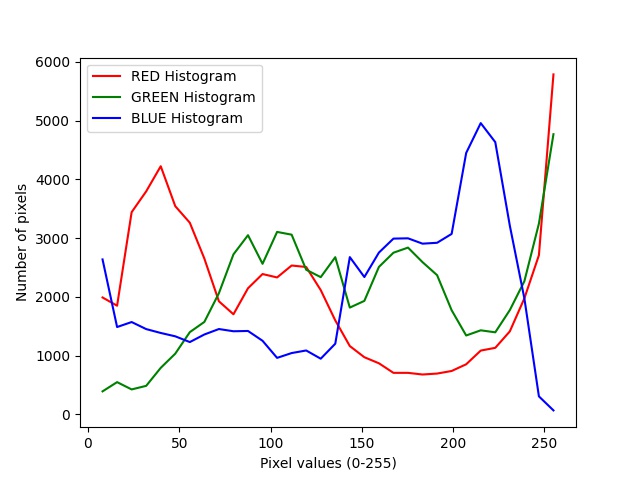 RED Histogram
GREEN Histogram
BLUE Histogram
Number of pixels
6000
5000
4000
3000
2000
1000
0
0 50 100 150 200 250
Pixel values (0-255)